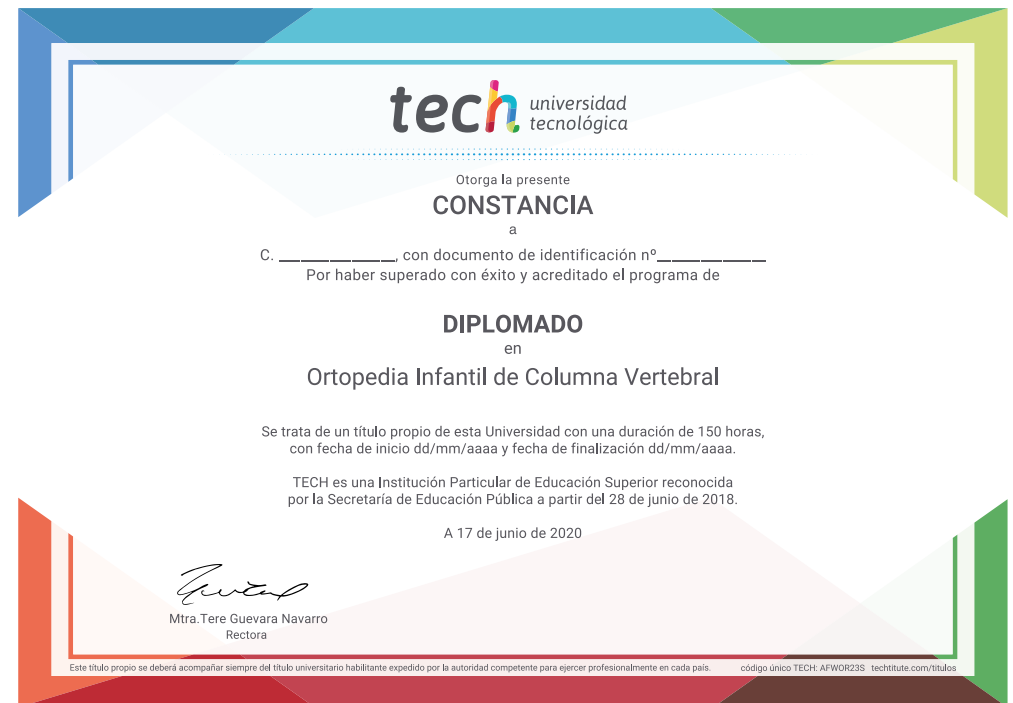 tech universidad
tecnológica
Otorga la presente
CONSTANCIA
a
C. ______________, con documento de identificación nº_____________
Por haber superado con éxito y acreditado el programa de
DIPLOMADO
en
Ortopedia Infantil de Columna Vertebral
Se trata de un título propio de esta Universidad con una duración de 150 horas,
con fecha de inicio dd/mm/aaaa y fecha de finalización dd/mm/aaaa.
TECH es una Institución Particular de Educación Superior reconocida
por la Secretaría de Educación Pública a partir del 28 de junio de 2018.
A 17 de junio de 2020
Mtra.Tere Guevara Navarro
Rectora
Este título propio se deberá acompañar siempre del título universitario habilitante expedido por la autoridad competente para ejercer profesionalmente en cada país.
código único TECH: AFWOR23S techtitute.com/titulos